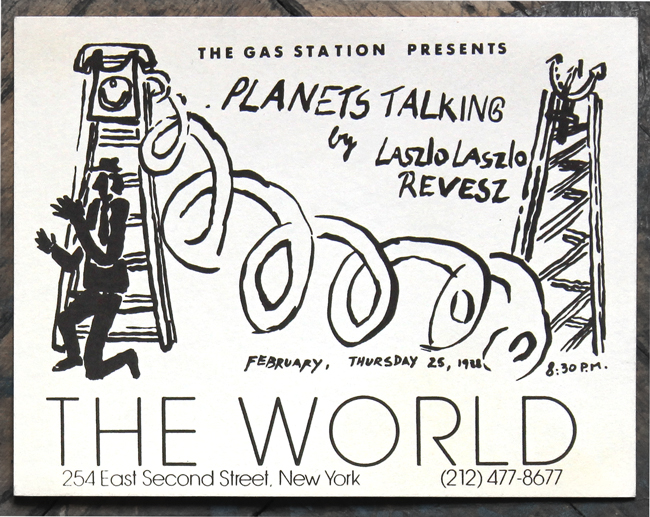 THE GAS STATION PRESENTS
PLANETS TALKING
by LASZLO LASZLO
REVESZ
FEBRUARY, THURSDAY 25, 1988
8:30 P.M.
THE WORLD
254 East Second Street, New York (212) 477-8677